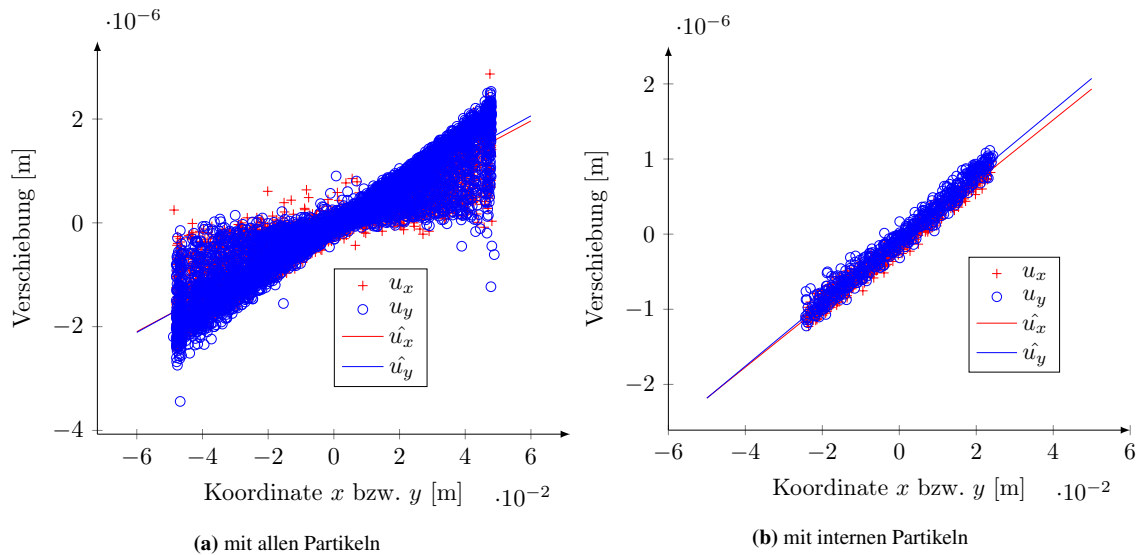 ·10⁻⁶
2
0
−2
−4
Verschiebung [m]
−6 −4 −2 0 2 4 6
Koordinate x bzw. y [m]
·10⁻²
u_x
u_y
û_x
û_y
(a) mit allen Partikeln
·10⁻⁶
2
1
0
−1
−2
Verschiebung [m]
−6 −4 −2 0 2 4 6
Koordinate x bzw. y [m]
·10⁻²
u_x
u_y
û_x
û_y
(b) mit internen Partikeln